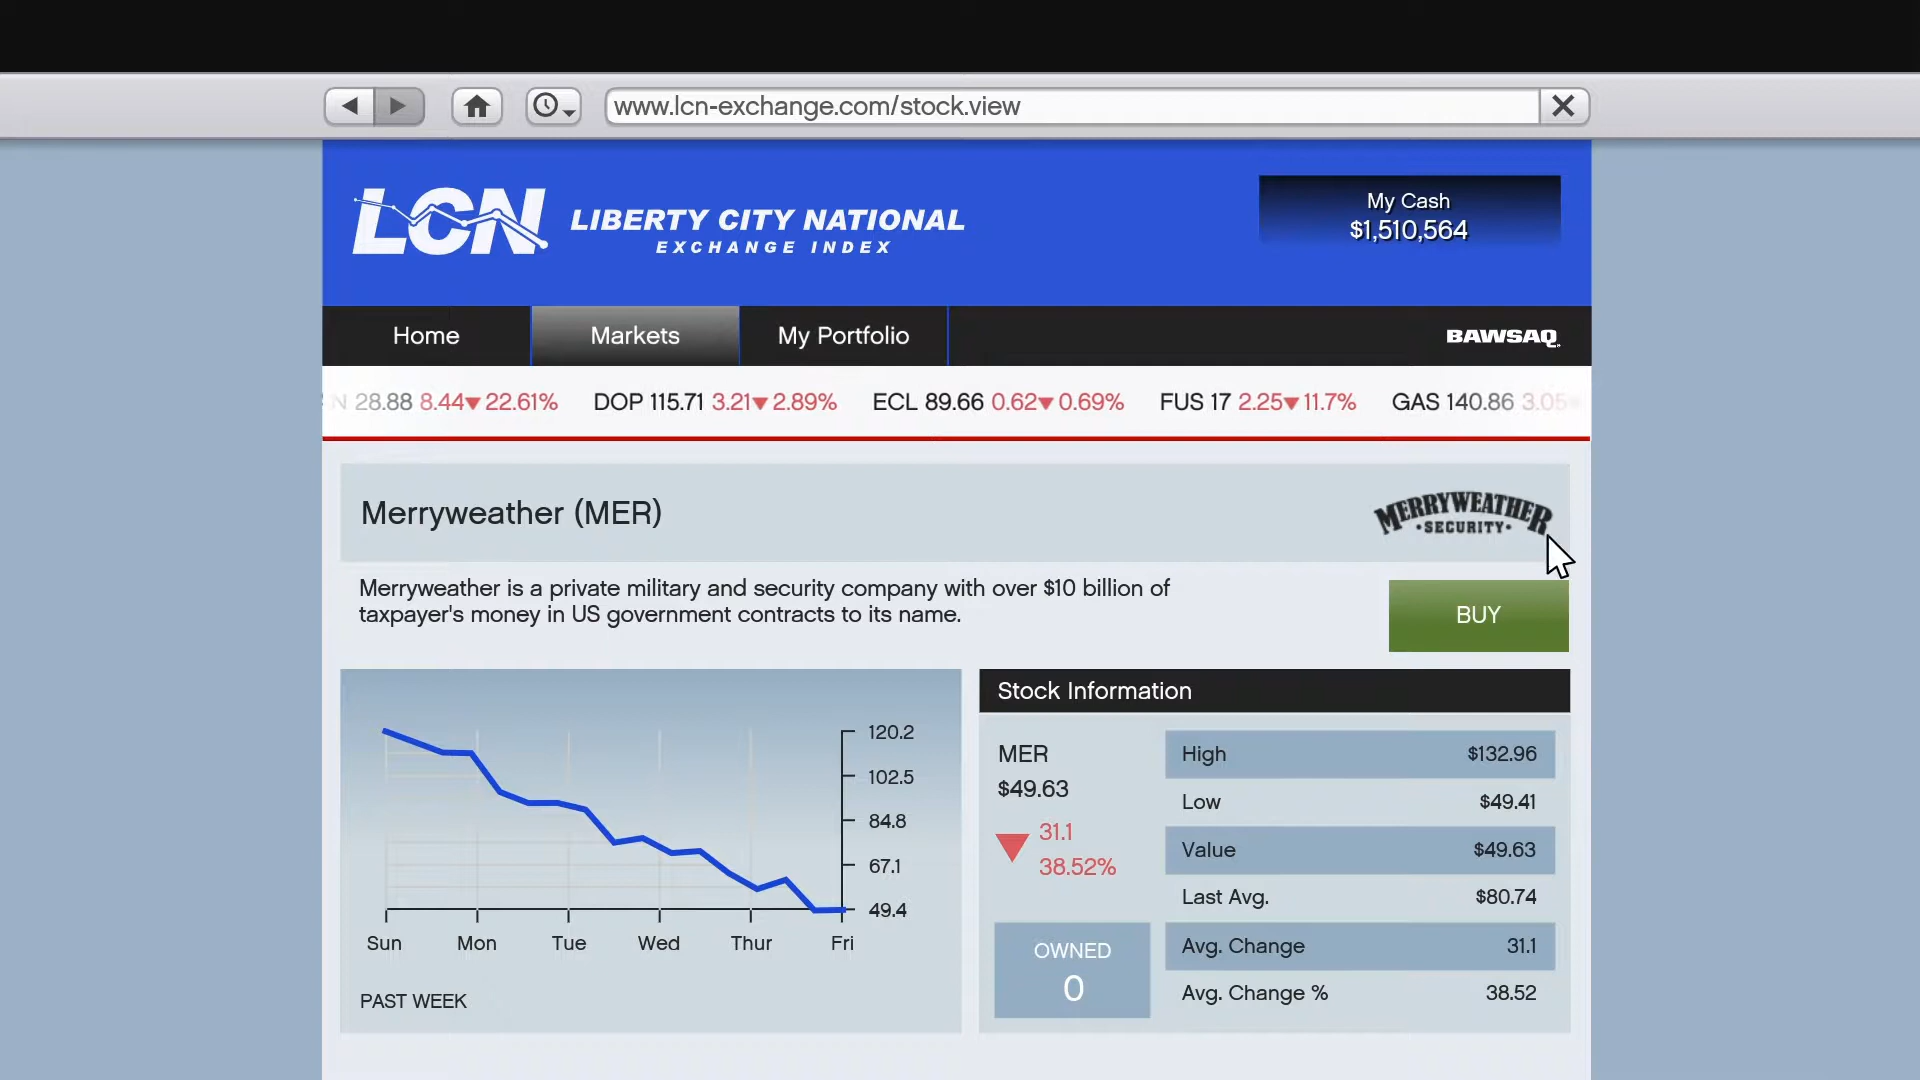 www.lcn-exchange.com/stock.view
LCN LIBERTY CITY NATIONAL
EXCHANGE INDEX
My Cash
$1,510,564
Home Markets My Portfolio BAWSAQ
N 28.88 8.44▼22.61% DOP 115.71 3.21▼2.89% ECL 89.66 0.62▼0.69% FUS 17 2.25▼11.7% GAS 140.86 3.05
Merryweather (MER)
MERRYWEATHER
·SECURITY·
Merryweather is a private military and security company with over $10 billion of
taxpayer's money in US government contracts to its name.
BUY
120.2
102.5
84.8
67.1
49.4
Sun Mon Tue Wed Thur Fri
PAST WEEK
Stock Information
MER
$49.63
31.1
38.52%
OWNED
0
High $132.96
Low $49.41
Value $49.63
Last Avg. $80.74
Avg. Change 31.1
Avg. Change % 38.52